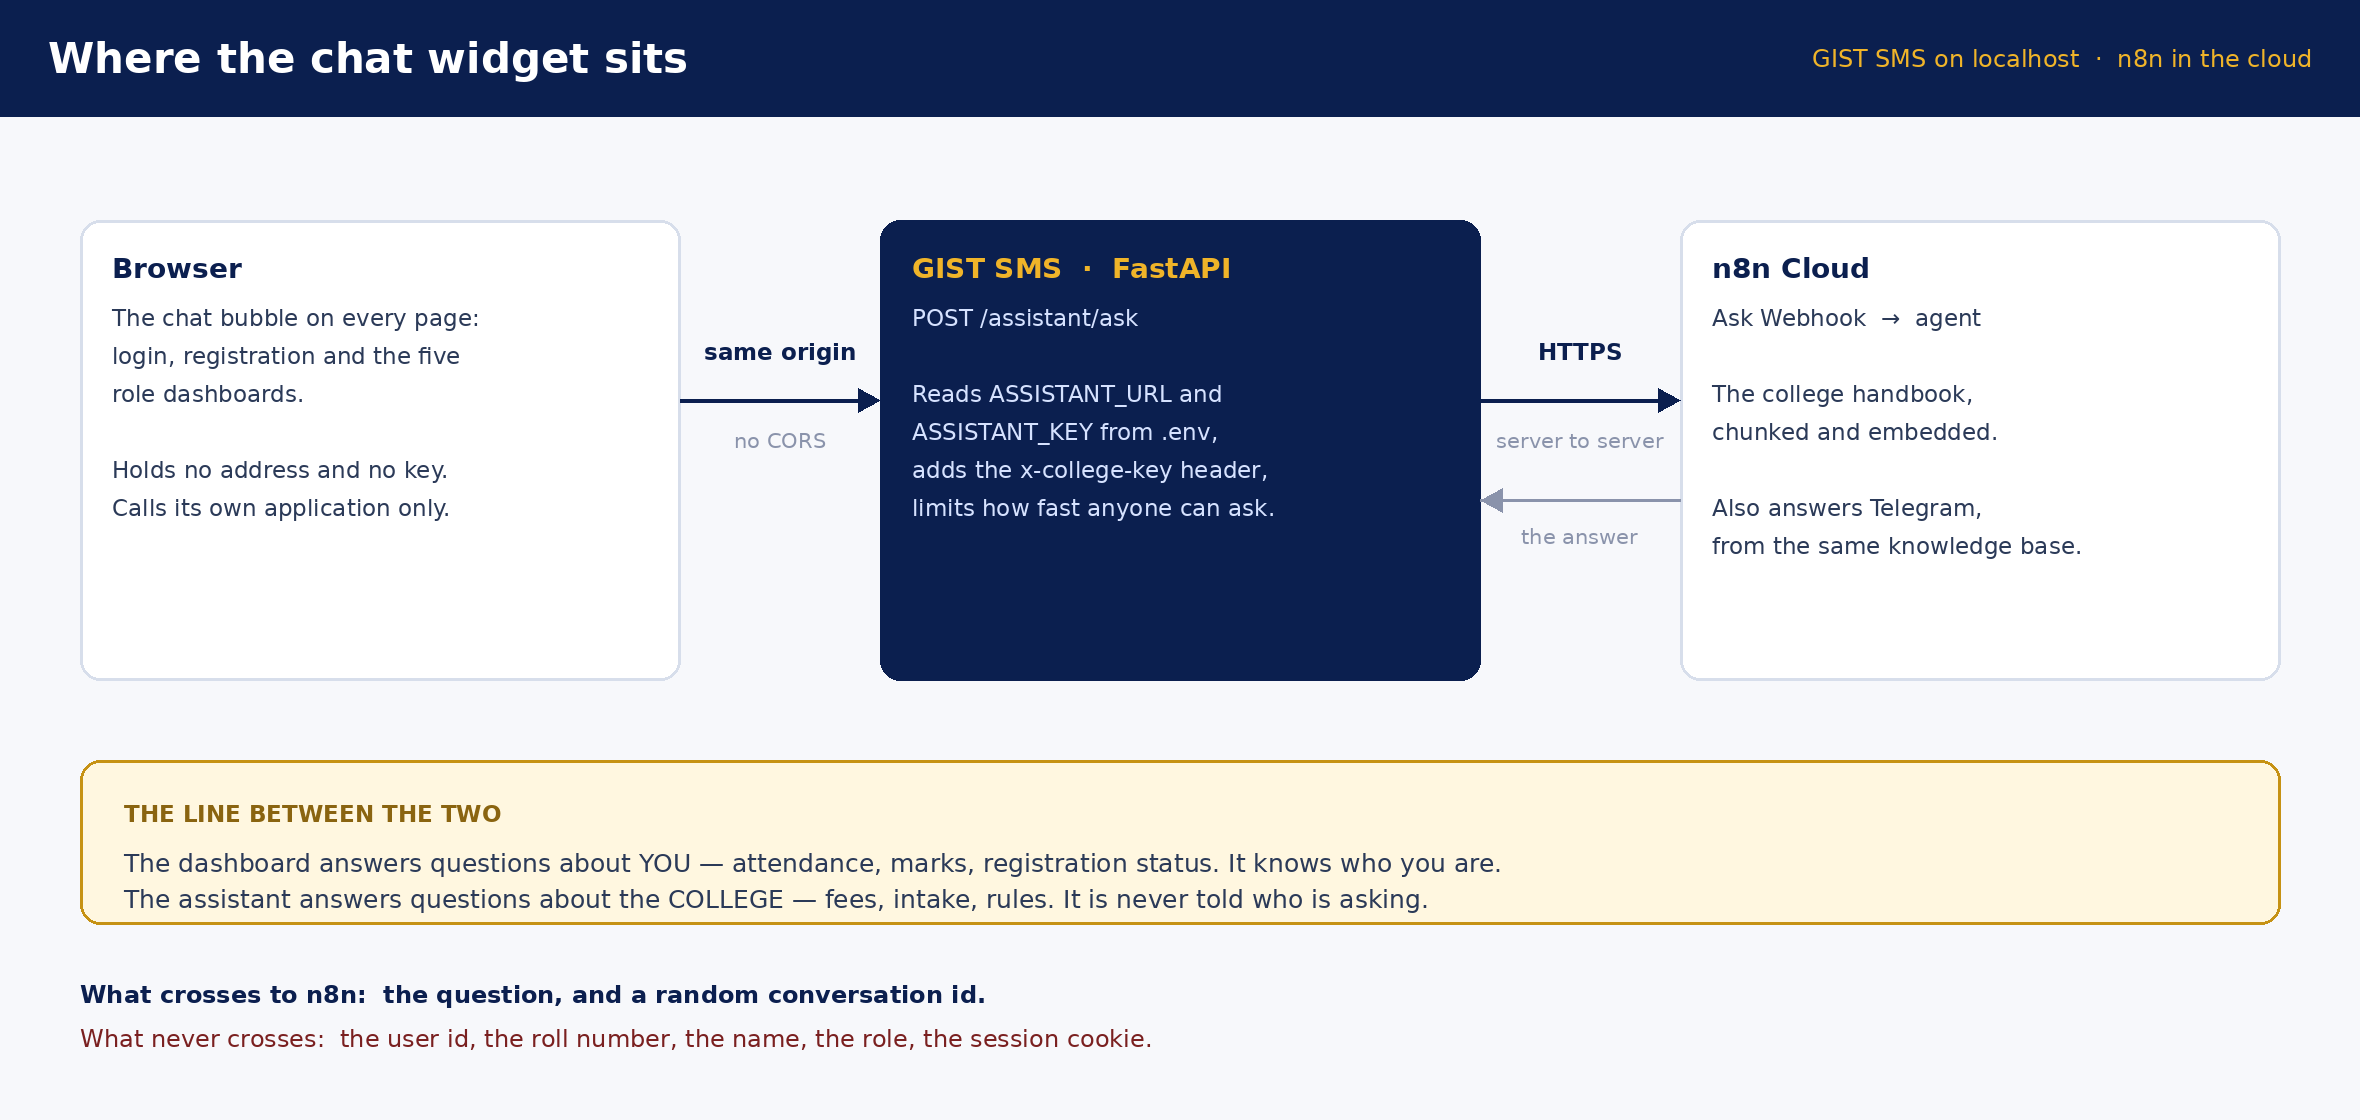 Where the chat widget sits
GIST SMS on localhost · n8n in the cloud
Browser
The chat bubble on every page:
login, registration and the five
role dashboards.
Holds no address and no key.
Calls its own application only.
same origin
no CORS
GIST SMS · FastAPI
POST /assistant/ask
Reads ASSISTANT_URL and
ASSISTANT_KEY from .env,
adds the x-college-key header,
limits how fast anyone can ask.
HTTPS
server to server
the answer
n8n Cloud
Ask Webhook → agent
The college handbook,
chunked and embedded.
Also answers Telegram,
from the same knowledge base.
THE LINE BETWEEN THE TWO
The dashboard answers questions about YOU — attendance, marks, registration status. It knows who you are.
The assistant answers questions about the COLLEGE — fees, intake, rules. It is never told who is asking.
What crosses to n8n: the question, and a random conversation id.
What never crosses: the user id, the roll number, the name, the role, the session cookie.